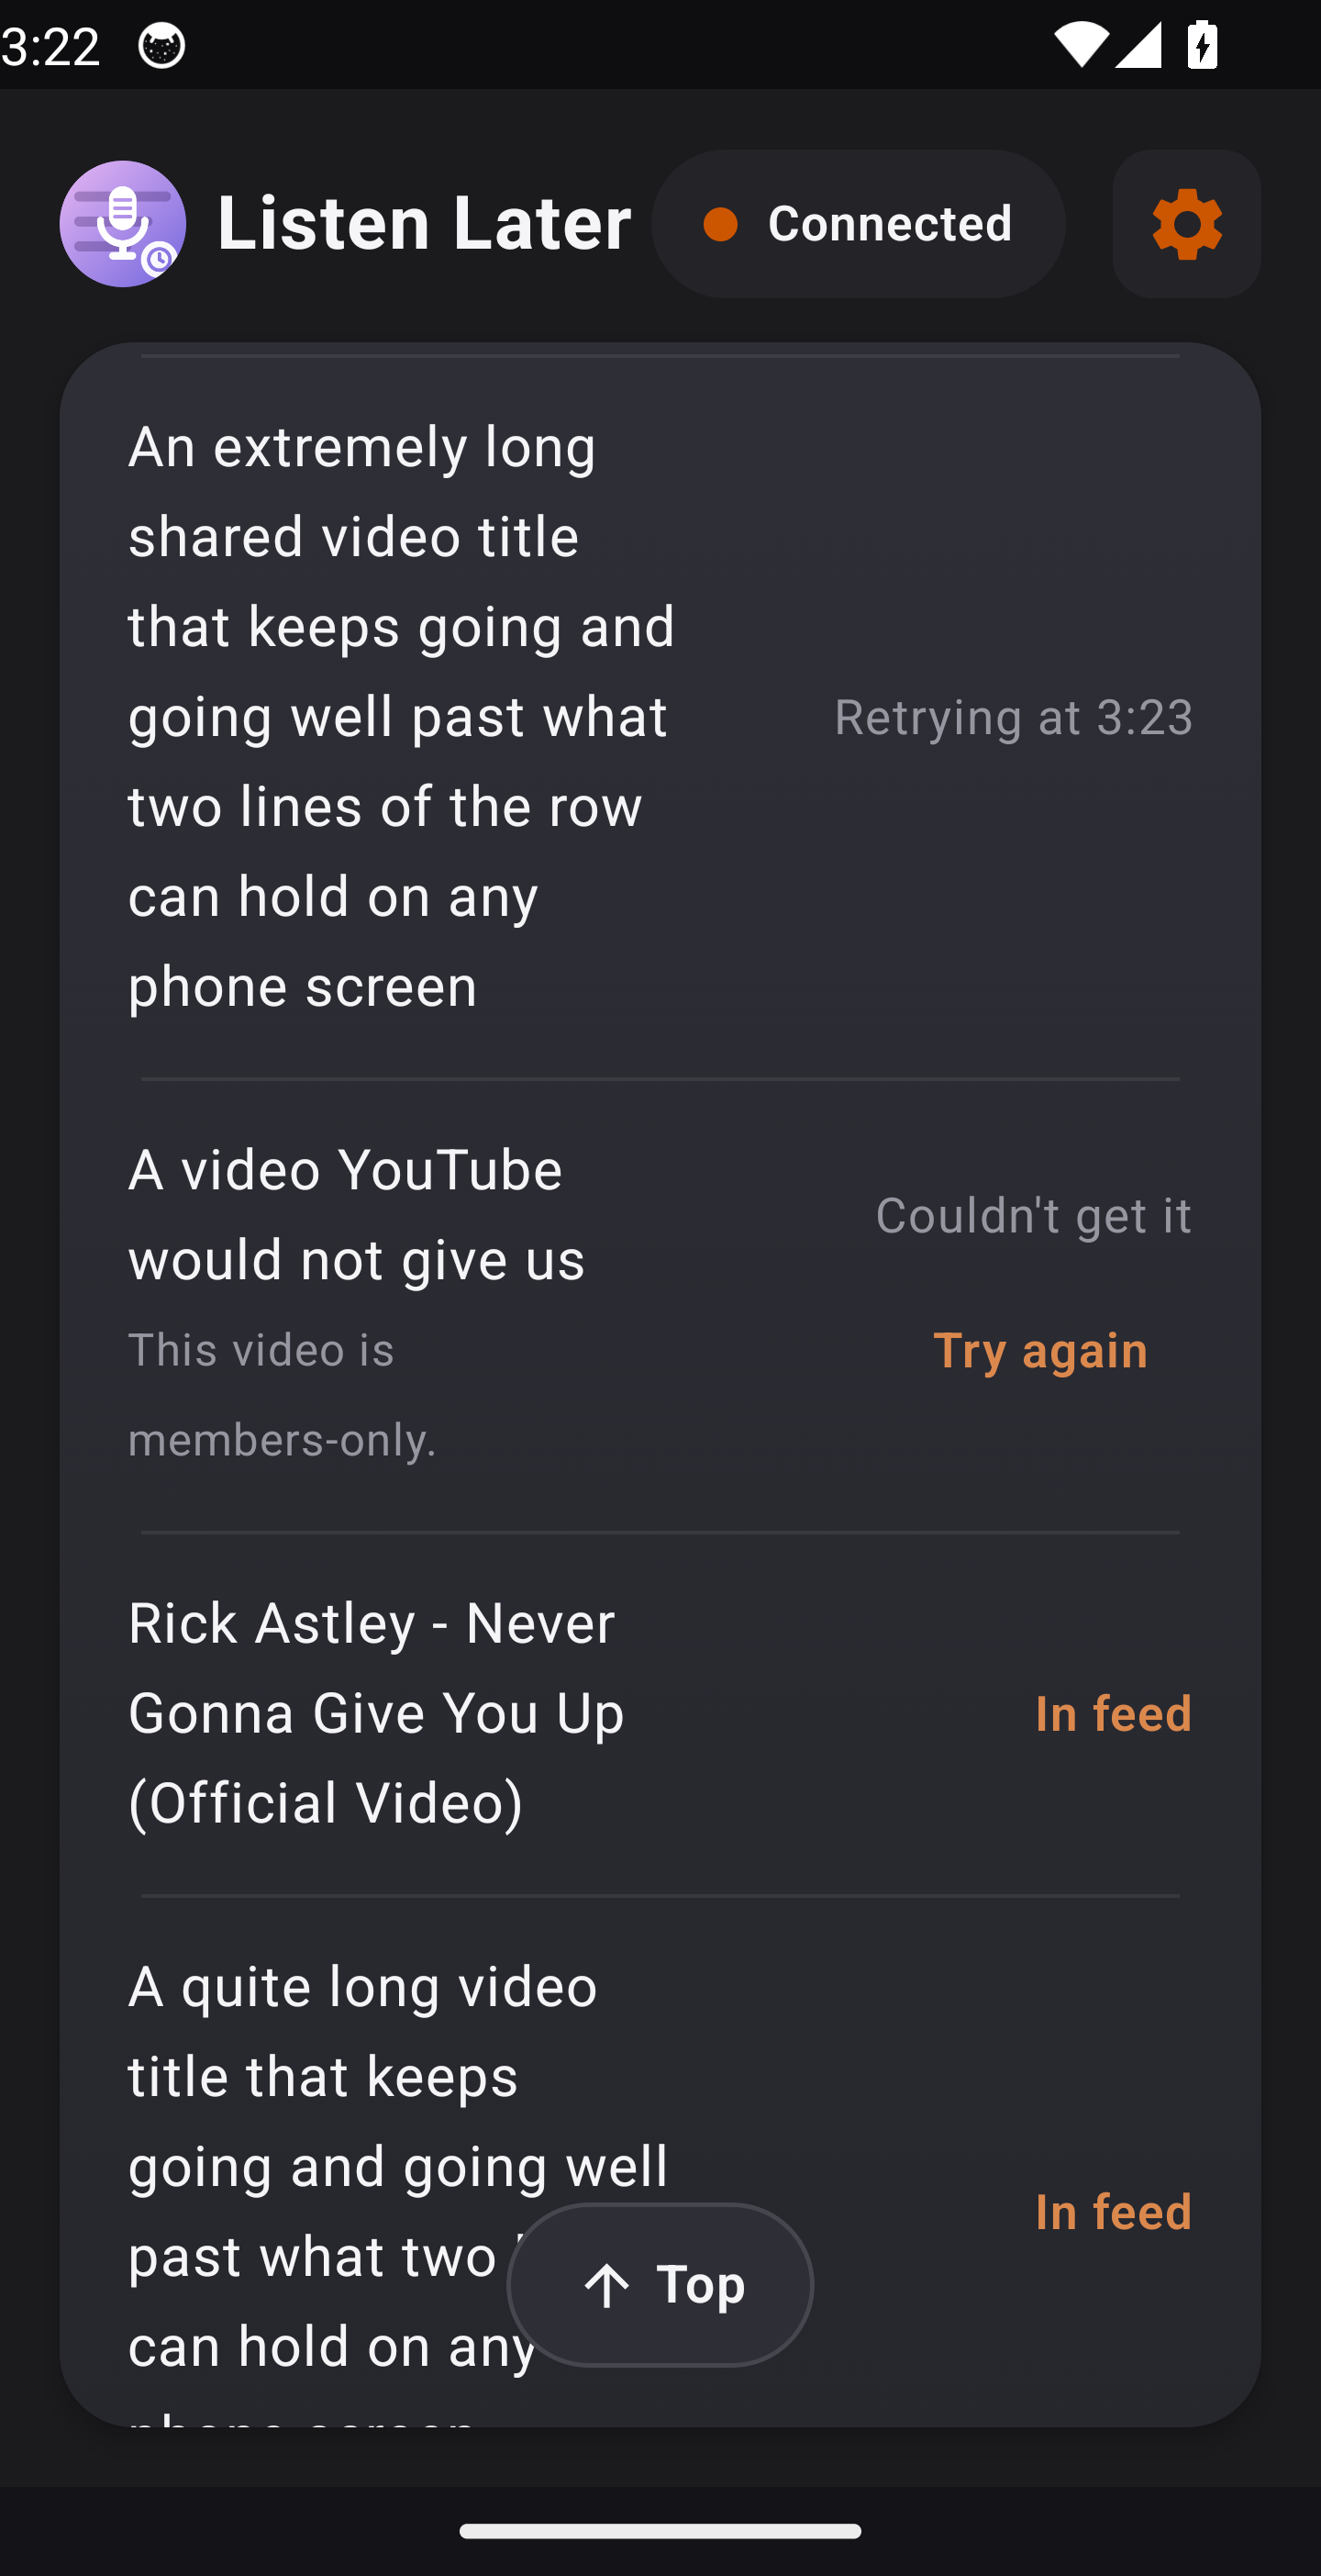 3:22
Listen Later
Connected
An extremely long
shared video title
that keeps going and
going well past what
two lines of the row
can hold on any
phone screen
Retrying at 3:23
A video YouTube
would not give us
This video is
members-only.
Couldn't get it
Try again
Rick Astley - Never
Gonna Give You Up
(Official Video)
In feed
A quite long video
title that keeps
going and going well
past what two
can hold on any
phone screen
In feed
Top